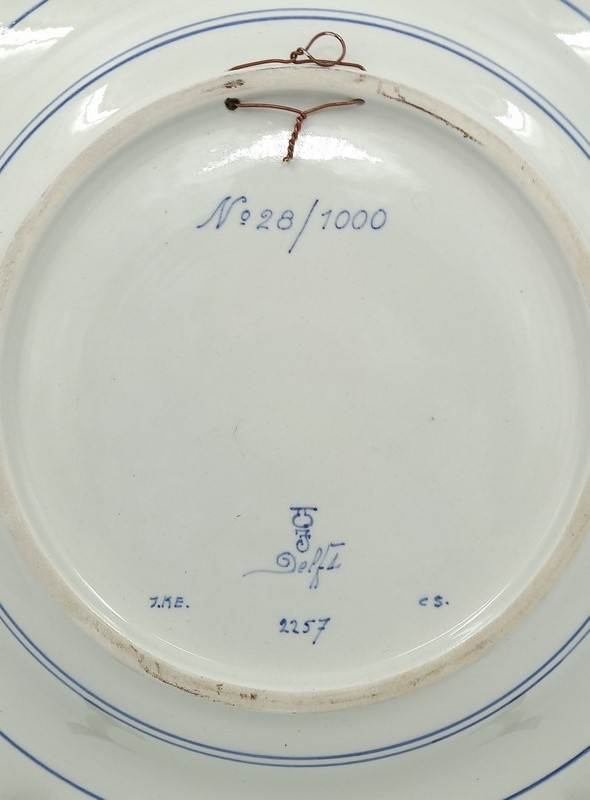 No 28/1000
Delft
J.KE. CS.
2257